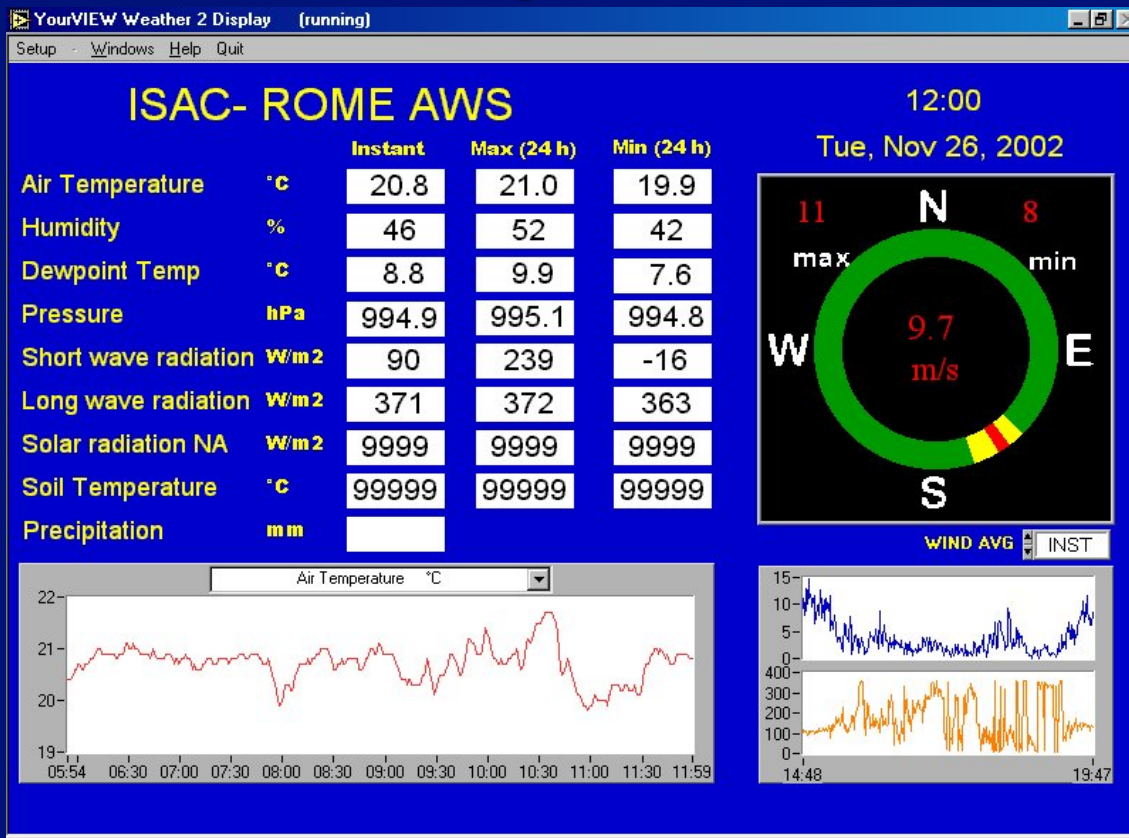 YourVIEW Weather 2 Display (running)
Setup - Windows Help Quit
ISAC- ROME AWS
12:00
Tue, Nov 26, 2002
Instant Max (24 h) Min (24 h)
Air Temperature °C 20.8 21.0 19.9
Humidity % 46 52 42
Dewpoint Temp °C 8.8 9.9 7.6
Pressure hPa 994.9 995.1 994.8
Short wave radiation W/m2 90 239 -16
Long wave radiation W/m2 371 372 363
Solar radiation NA W/m2 9999 9999 9999
Soil Temperature °C 99999 99999 99999
Precipitation mm
11 N 8
max min
W 9.7 E
m/s
S
WIND AVG INST
Air Temperature °C
22
21
20
19
05:54 06:30 07:00 07:30 08:00 08:30 09:00 09:30 10:00 10:30 11:00 11:30 11:59
15
10
5
0
400
300
200
100
0
14:48 19:47